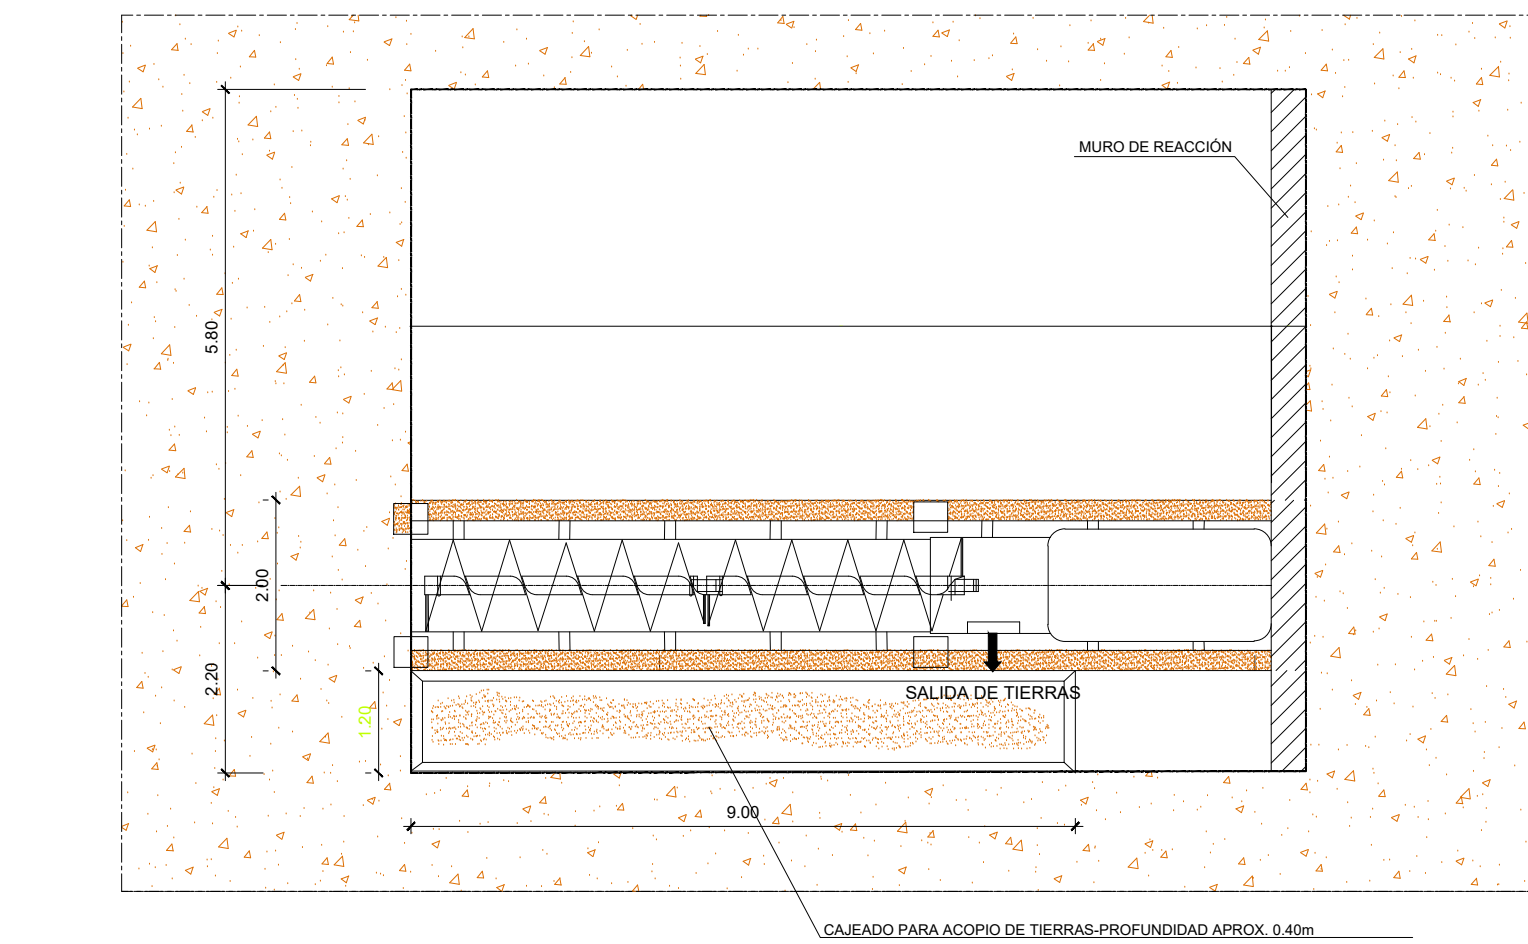 MURO DE REACCIÓN
5.80
2.00
2.20
1.20
SALIDA DE TIERRAS
9.00
CAJEADO PARA ACOPIO DE TIERRAS-PROFUNDIDAD APROX. 0.40m